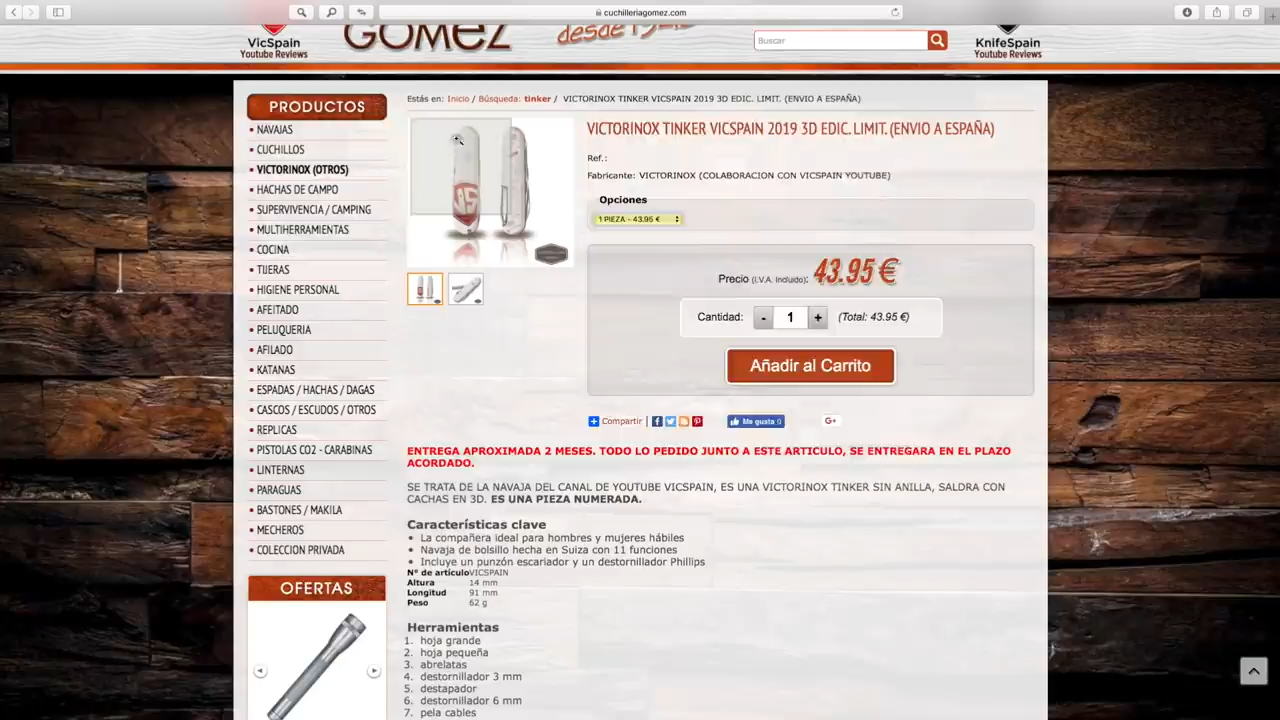 cuchilleriagomez.com
GOMEZ
VicSpain
Youtube Reviews
Buscar
KnifeSpain
Youtube Reviews
PRODUCTOS
NAVAJAS
CUCHILLOS
VICTORINOX (OTROS)
HACHAS DE CAMPO
SUPERVIVENCIA / CAMPING
MULTIHERRAMIENTAS
COCINA
TIJERAS
HIGIENE PERSONAL
AFEITADO
PELUQUERIA
AFILADO
KATANAS
ESPADAS / HACHAS / DAGAS
CASCOS / ESCUDOS / OTROS
REPLICAS
PISTOLAS CO2 - CARABINAS
LINTERNAS
PARAGUAS
BASTONES / MAKILA
MECHEROS
COLECCION PRIVADA
OFERTAS
Estás en: Inicio / Búsqueda: tinker / VICTORINOX TINKER VICSPAIN 2019 3D EDIC. LIMIT. (ENVIO A ESPAÑA)
VS
VICTORINOX TINKER VICSPAIN 2019 3D EDIC. LIMIT. (ENVIO A ESPAÑA)
Ref.:
Fabricante: VICTORINOX (COLABORACION CON VICSPAIN YOUTUBE)
Opciones
1 PIEZA - 43.95 €
Precio (I.V.A. Incluido): 43.95 €
Cantidad: - 1 + (Total: 43.95 €)
Añadir al Carrito
Compartir | Me gusta 0 G+
ENTREGA APROXIMADA 2 MESES. TODO LO PEDIDO JUNTO A ESTE ARTICULO, SE ENTREGARA EN EL PLAZO
ACORDADO.
SE TRATA DE LA NAVAJA DEL CANAL DE YOUTUBE VICSPAIN, ES UNA VICTORINOX TINKER SIN ANILLA, SALDRA CON
CACHAS EN 3D. ES UNA PIEZA NUMERADA.
Características clave
La compañera ideal para hombres y mujeres hábiles
Navaja de bolsillo hecha en Suiza con 11 funciones
Incluye un punzón escariador y un destornillador Phillips
Nº de artículo VICSPAIN
Altura 14 mm
Longitud 91 mm
Peso 62 g
Herramientas
1. hoja grande
2. hoja pequeña
3. abrelatas
4. destornillador 3 mm
5. destapador
6. destornillador 6 mm
7. pela cables